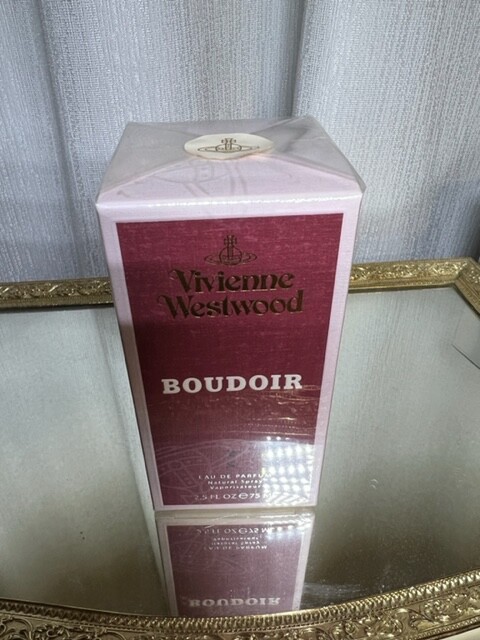 Vivienne
Westwood
BOUDOIR
EAU DE PARFUM
Natural Spray
Vaporisateur
2.5 FL OZ ℮ 75